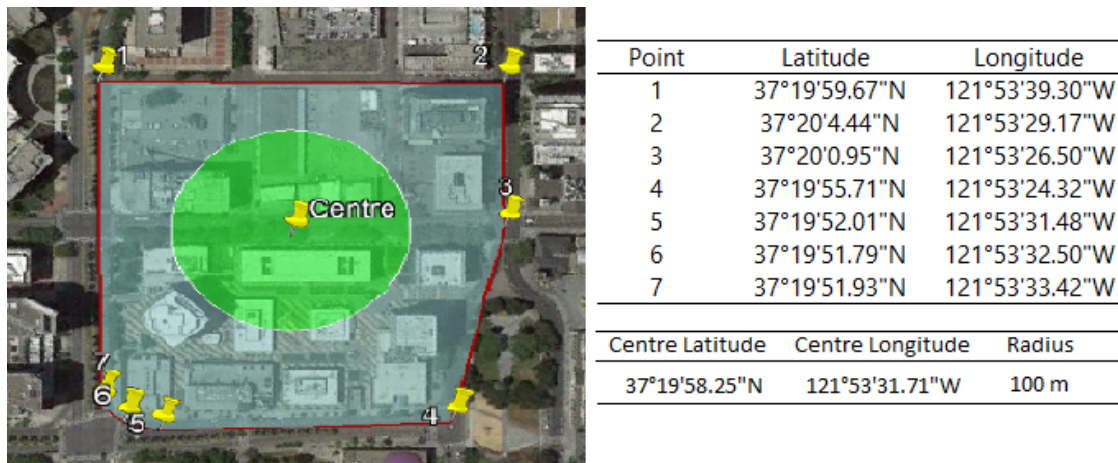 1
2
Centre
3
7
6
5
4
Point Latitude Longitude
1 37°19'59.67"N 121°53'39.30"W
2 37°20'4.44"N 121°53'29.17"W
3 37°20'0.95"N 121°53'26.50"W
4 37°19'55.71"N 121°53'24.32"W
5 37°19'52.01"N 121°53'31.48"W
6 37°19'51.79"N 121°53'32.50"W
7 37°19'51.93"N 121°53'33.42"W
Centre Latitude Centre Longitude Radius
37°19'58.25"N 121°53'31.71"W 100 m